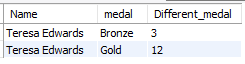 Name medal Different_medal
Teresa Edwards Bronze 3
Teresa Edwards Gold 12